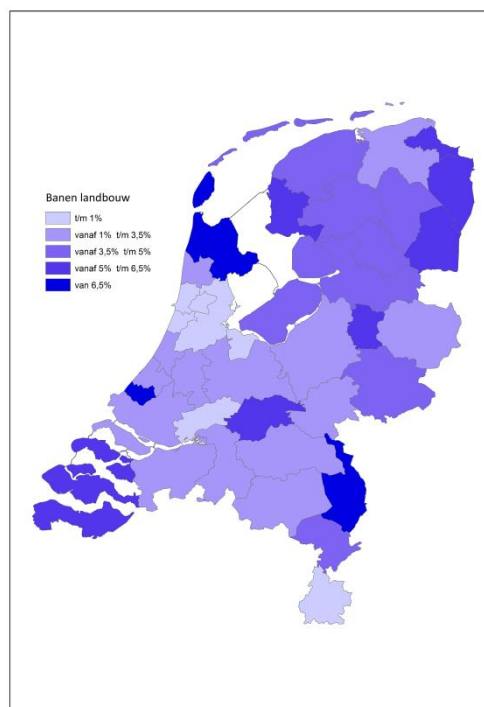 Banen landbouw
t/m 1%
vanaf 1% t/m 3,5%
vanaf 3,5% t/m 5%
vanaf 5% t/m 6,5%
van 6,5%